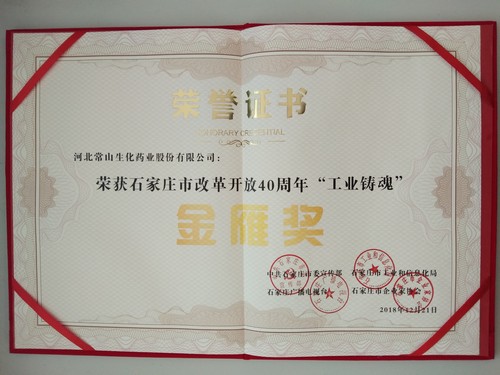 荣誉证书
HONORARY CREDENTIAL
河北常山生化药业股份有限公司：
荣获石家庄市改革开放40周年“工业铸魂”
金雁奖
中共石家庄市委宣传部 石家庄市工业和信息化局
石家庄广播电视台 石家庄市企业家协会
2018年12月21日